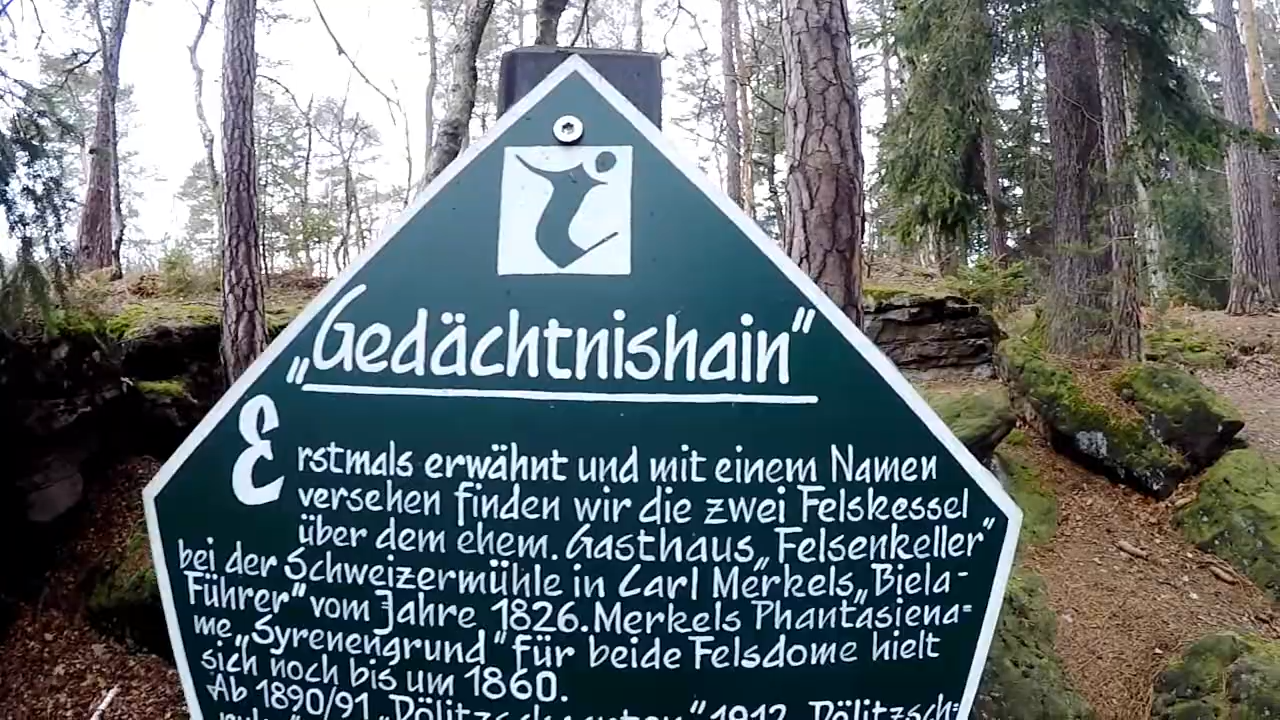 „Gedächtnishain"
Erstmals erwähnt und mit einem Namen
versehen finden wir die zwei Felskessel
über dem ehem. Gasthaus „Felsenkeller"
bei der Schweizermühle in Carl Merkels „Biela-
Führer" vom Jahre 1826. Merkels Phantasiena=
me „Syrenengrund" für beide Felsdome hielt
sich noch bis um 1860.
Ab 1890/91 1912